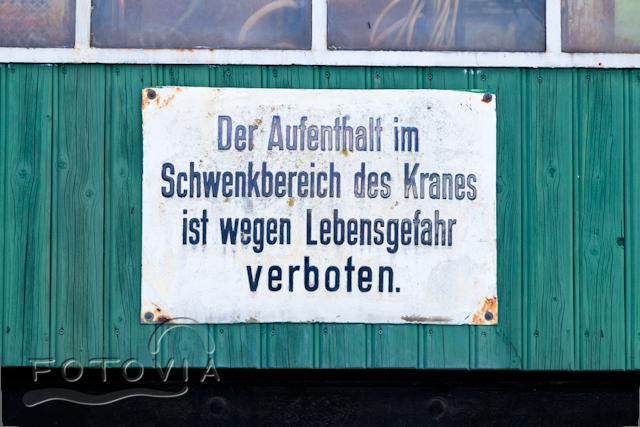 Der Aufenthalt im
Schwenkbereich des Kranes
ist wegen Lebensgefahr
verboten.
FOTOVIA